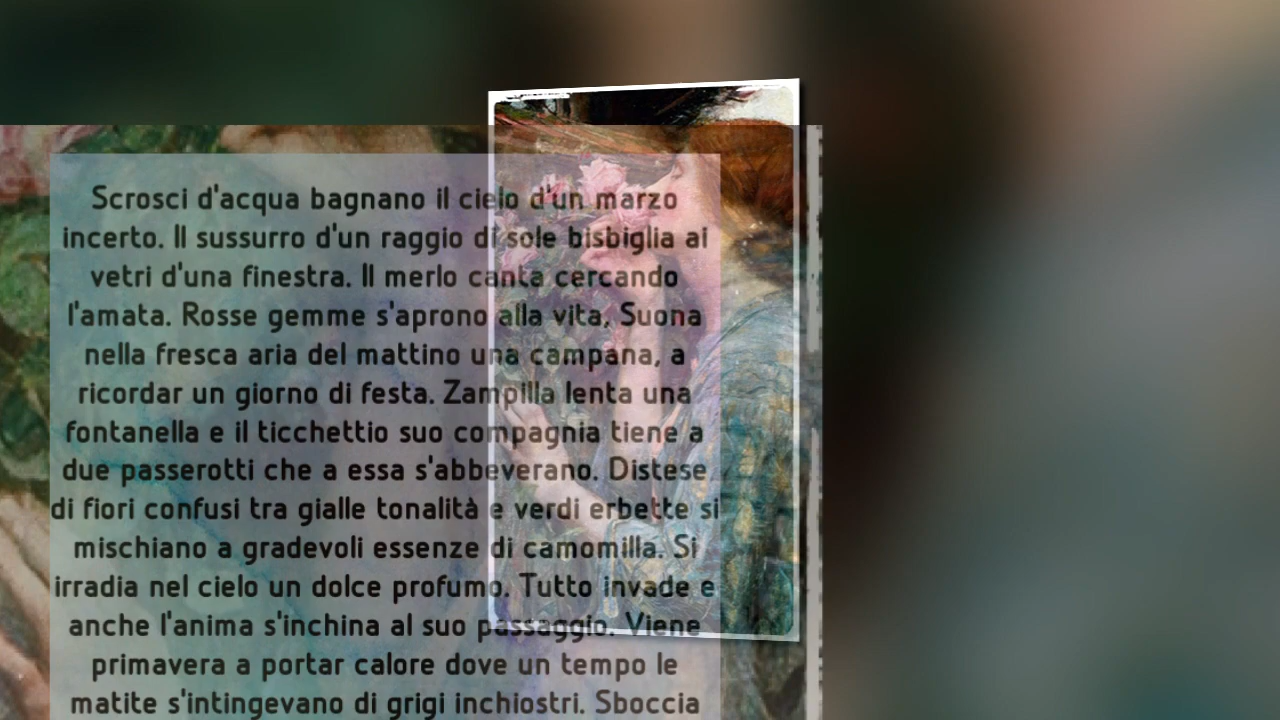 Scrosci d'acqua bagnano il cielo d'un marzo
incerto. Il sussurro d'un raggio di sole bisbiglia ai
vetri d'una finestra. Il merlo canta cercando
l'amata. Rosse gemme s'aprono alla vita, Suona
nella fresca aria del mattino una campana, a
ricordar un giorno di festa. Zampilla lenta una
fontanella e il ticchettio suo compagnia tiene a
due passerotti che a essa s'abbeverano. Distese
di fiori confusi tra gialle tonalità e verdi erbette si
mischiano a gradevoli essenze di camomilla. Si
irradia nel cielo un dolce profumo. Tutto invade e
anche l'anima s'inchina al suo passaggio. Viene
primavera a portar calore dove un tempo le
matite s'intingevano di grigi inchiostri. Sboccia